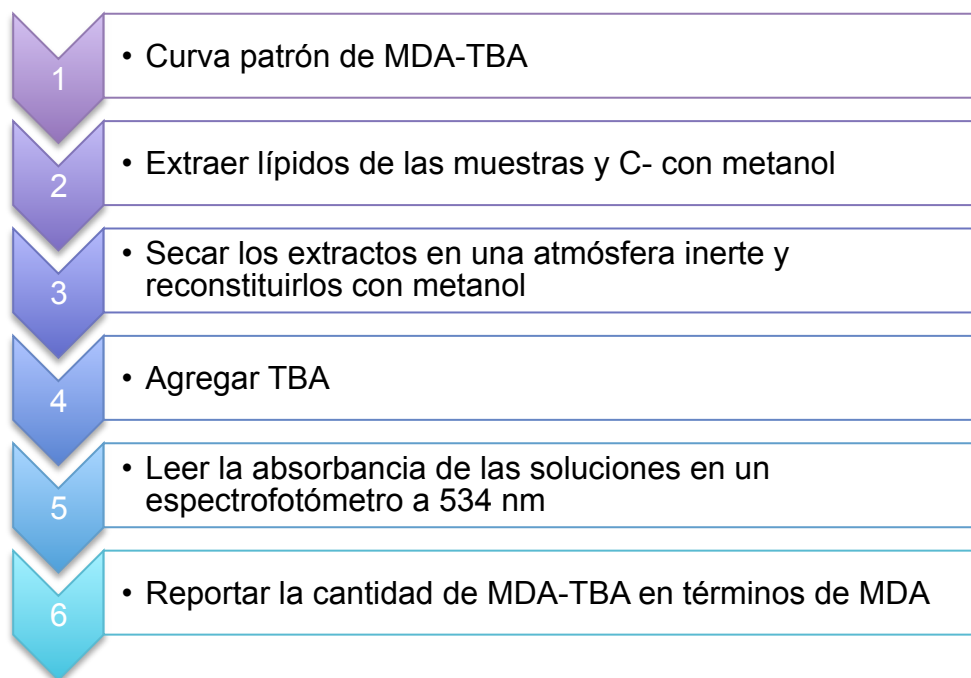 1
• Curva patrón de MDA-TBA
2
• Extraer lípidos de las muestras y C- con metanol
3
• Secar los extractos en una atmósfera inerte y
reconstituirlos con metanol
4
• Agregar TBA
5
• Leer la absorbancia de las soluciones en un
espectrofotómetro a 534 nm
6
• Reportar la cantidad de MDA-TBA en términos de MDA